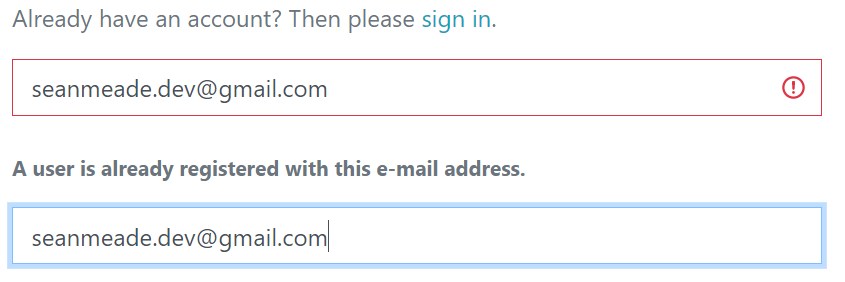 Already have an account? Then please sign in.
seanmeade.dev@gmail.com
A user is already registered with this e-mail address.
seanmeade.dev@gmail.com